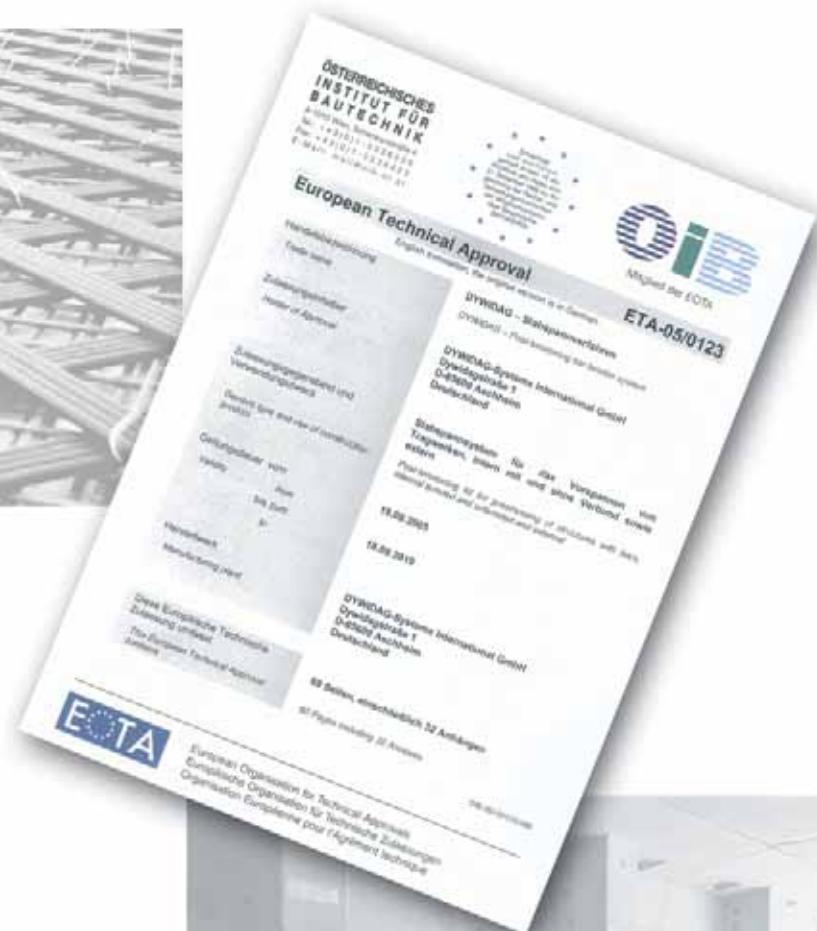 ÖSTERREICHISCHES
INSTITUT FÜR
BAUTECHNIK
OiB
Mitglied der EOTA
European Technical Approval
ETA-05/0123
English translation, the original version is in German
Handelsbezeichnung
Trade name
DYWIDAG – Stabspannverfahren
DYWIDAG – Post-tensioning bar tendon system
Zulassungsinhaber
Holder of Approval
DYWIDAG-Systems International GmbH
Dywidagstraße 1
D-85609 Aschheim
Deutschland
Zulassungsgegenstand und
Verwendungszweck
Generic type and use of construction
product
Stabspannsystem für das Vorspannen von
Tragwerken, intern mit und ohne Verbund sowie
extern
Post-tensioning kit for prestressing of structures with bars,
internal bonded and unbonded and external
Geltungsdauer vom
Validity
bis zum
to
Herstellwerk
Manufacturing plant
DYWIDAG-Systems International GmbH
Dywidagstraße 1
D-85609 Aschheim
Deutschland
Diese Europäische Technische
Zulassung umfasst
This European Technical Approval
contains
Seiten, einschließlich 32 Anhängen
Pages including 32 Annexes
EOTA
European Organisation for Technical Approvals
Europäische Organisation für Technische Zulassungen
Organisation Européenne pour l'Agrément technique